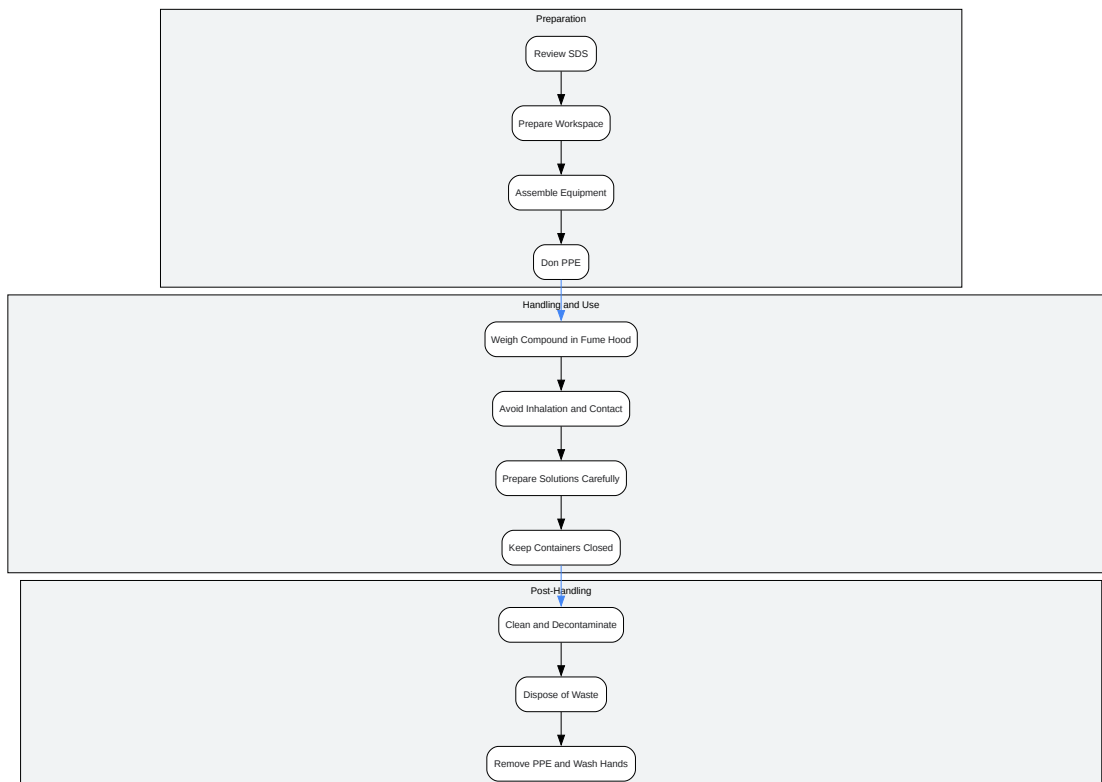 Preparation
Review SDS
Prepare Workspace
Assemble Equipment
Don PPE
Handling and Use
Weigh Compound in Fume Hood
Avoid Inhalation and Contact
Prepare Solutions Carefully
Keep Containers Closed
Post-Handling
Clean and Decontaminate
Dispose of Waste
Remove PPE and Wash Hands